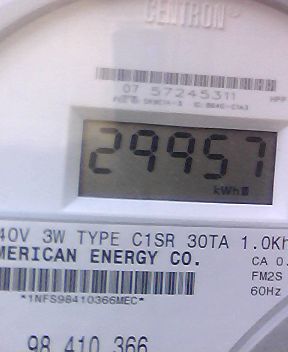 CENTRON®
07 57245311
29957
kWh
40V 3W TYPE C1SR 30TA 1.0Kh
MERICAN ENERGY CO.
CA 0.
FM2S
*1NFS98410366MEC*
60Hz
98 410 366